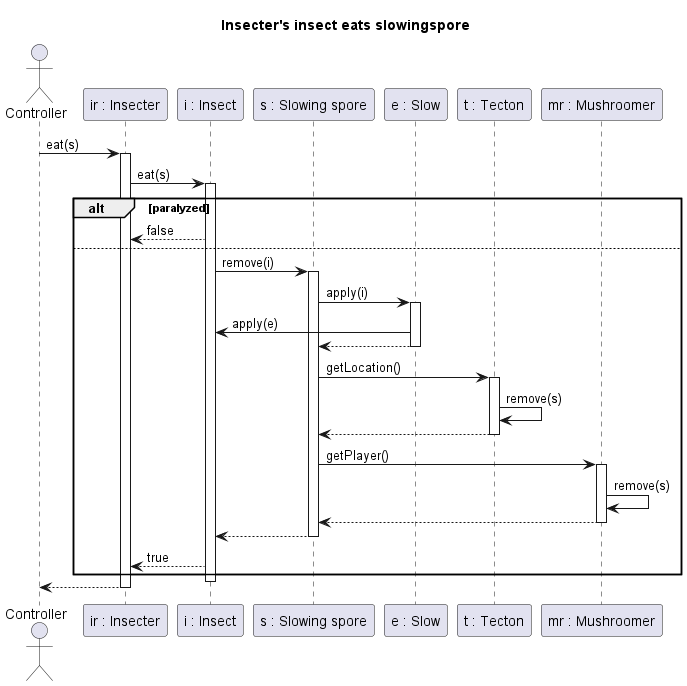 Insecter's insect eats slowingspore
Controller
ir : Insecter
i : Insect
s : Slowing spore
e : Slow
t : Tecton
mr : Mushroomer
eat(s)
eat(s)
alt
[paralyzed]
false
remove(i)
apply(i)
apply(e)
getLocation()
remove(s)
getPlayer()
remove(s)
true
Controller
ir : Insecter
i : Insect
s : Slowing spore
e : Slow
t : Tecton
mr : Mushroomer